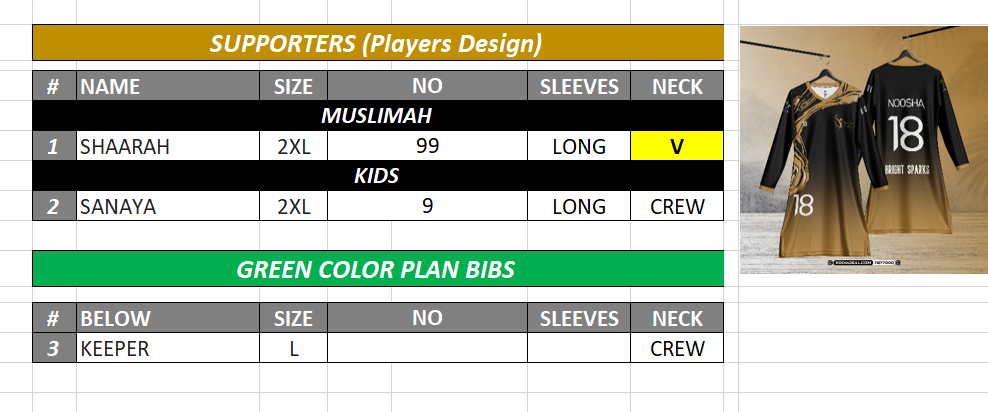 SUPPORTERS (Players Design)
# NAME SIZE NO SLEEVES NECK
MUSLIMAH
1 SHAARAH 2XL 99 LONG V
KIDS
2 SANAYA 2XL 9 LONG CREW
GREEN COLOR PLAN BIBS
# BELOW SIZE NO SLEEVES NECK
3 KEEPER L CREW
NOOSHA
18
BRIGHT SPARKS
18